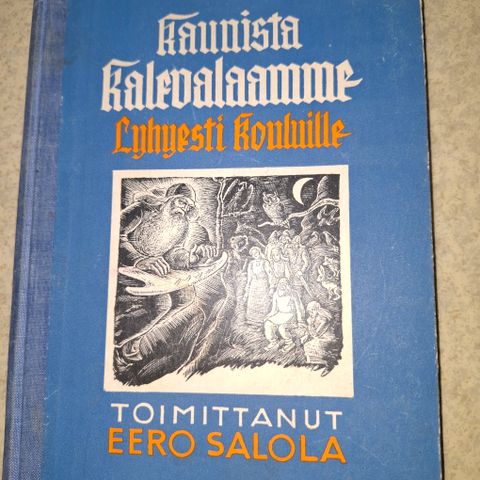 Kaunista
Kalevalaamme
Lyhyesti Kouluille
TOIMITTANUT
EERO SALOLA